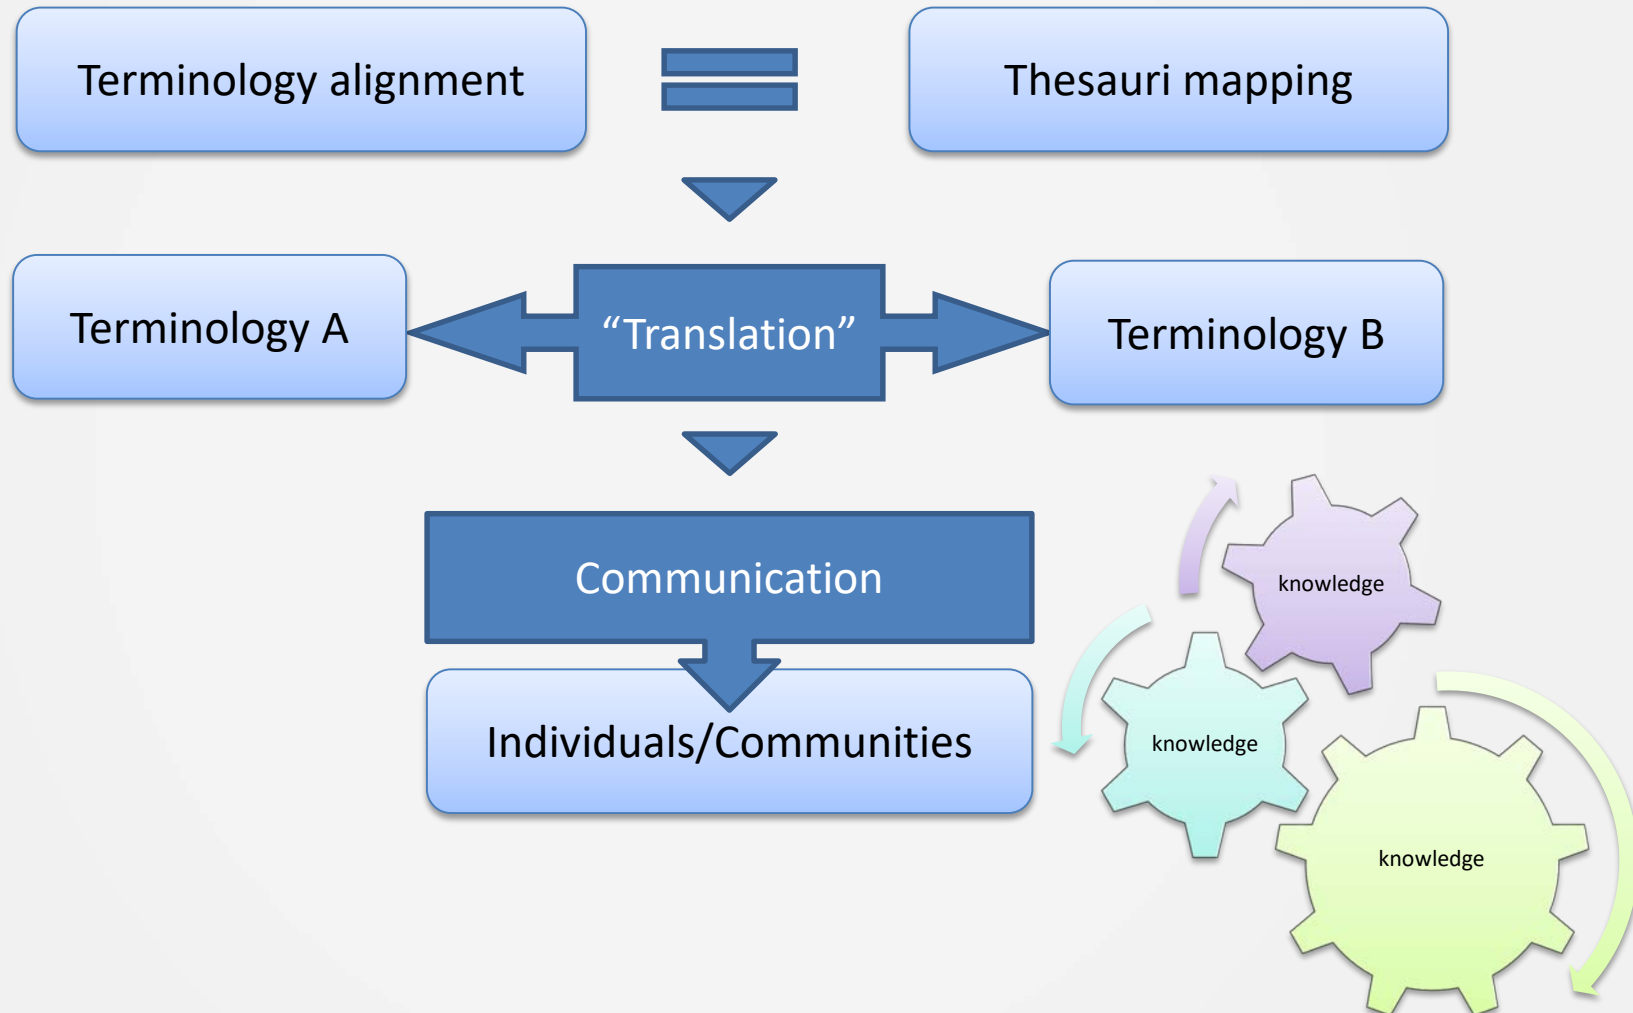 Terminology alignment
Thesauri mapping
Terminology A
“Translation”
Terminology B
Communication
Individuals/Communities
knowledge
knowledge
knowledge